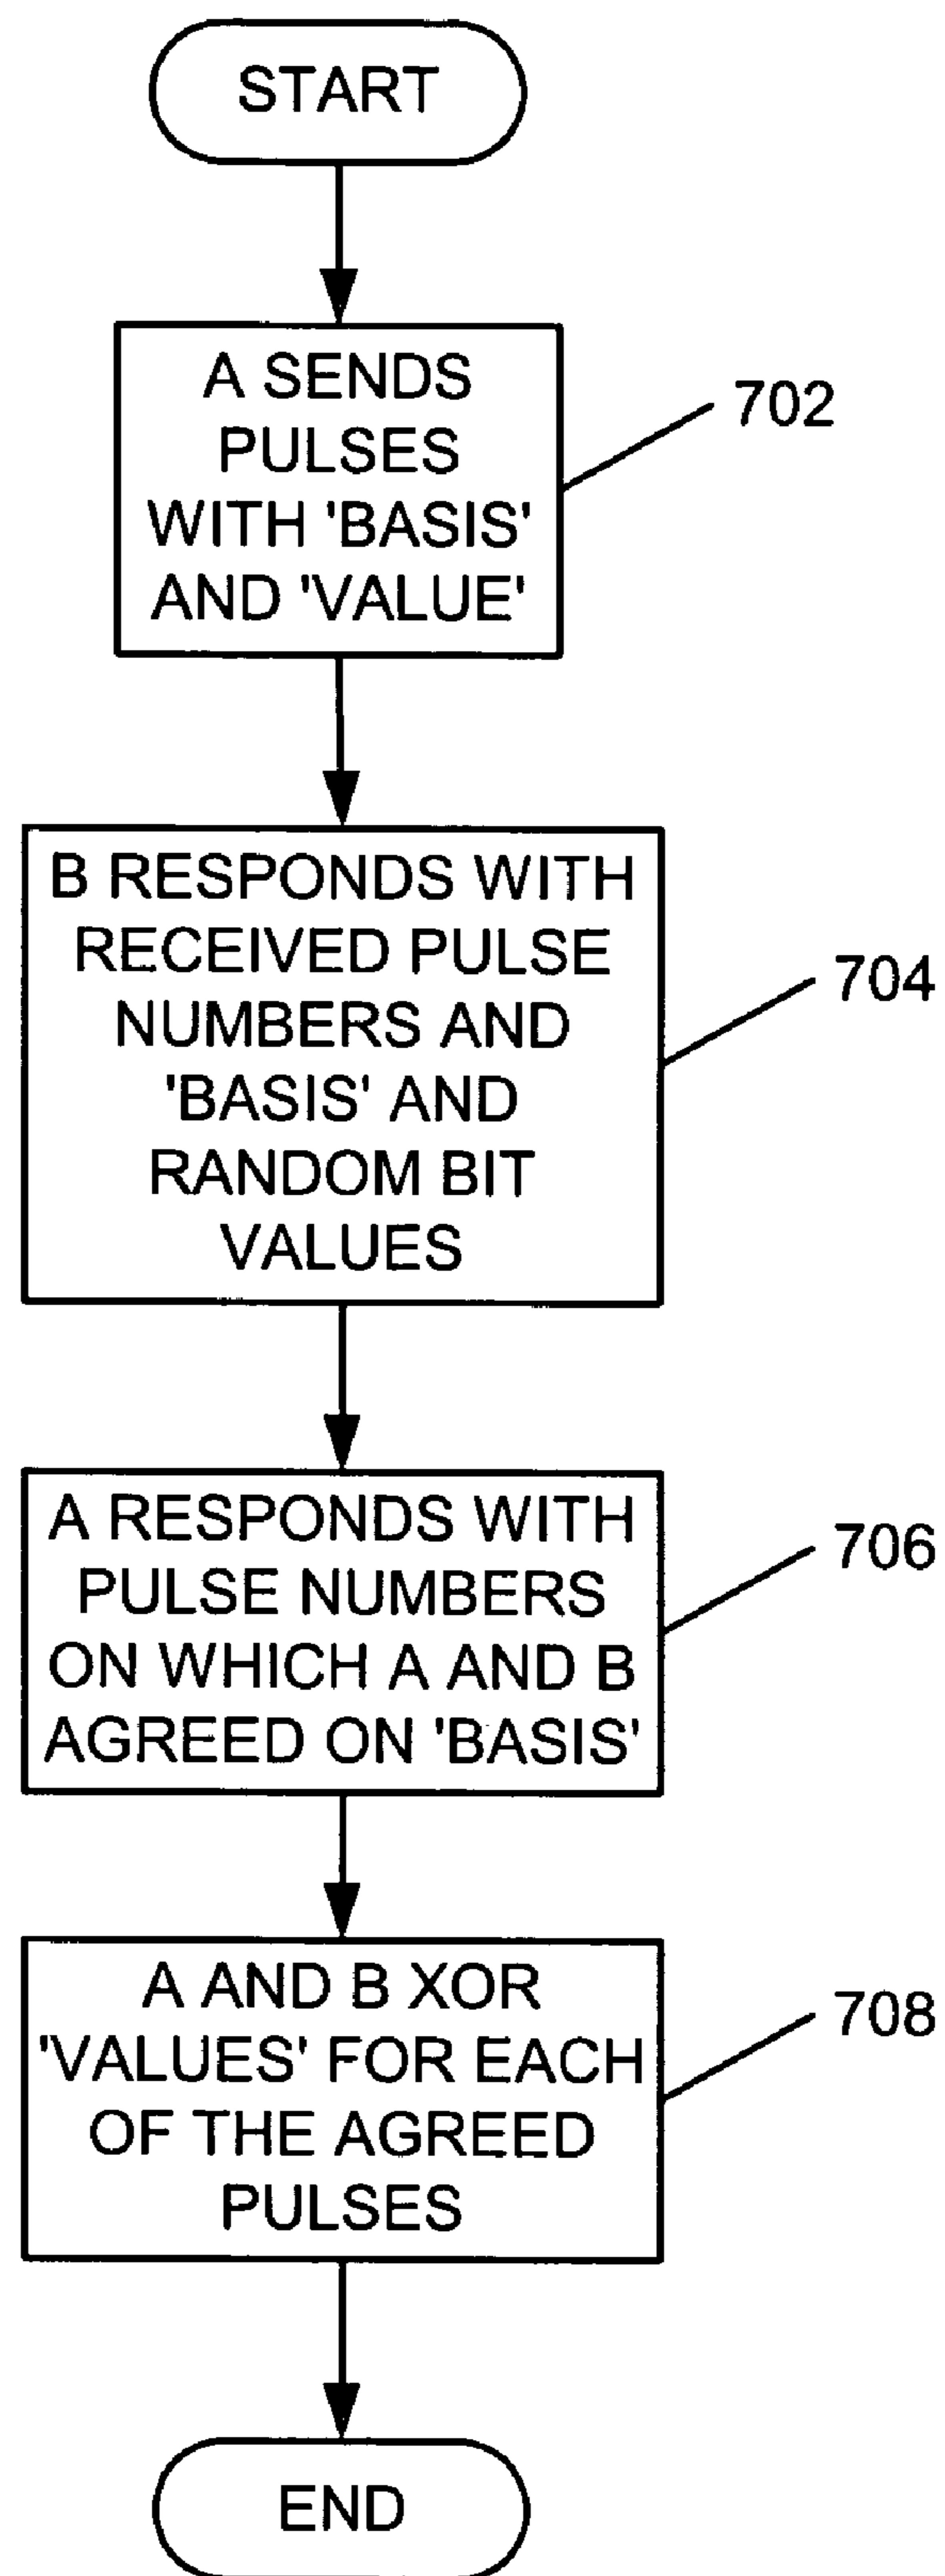 START
A SENDS
PULSES
WITH 'BASIS'
AND 'VALUE'
702
B RESPONDS WITH
RECEIVED PULSE
NUMBERS AND
'BASIS' AND
RANDOM BIT
VALUES
704
A RESPONDS WITH
PULSE NUMBERS
ON WHICH A AND B
AGREED ON 'BASIS'
706
A AND B XOR
'VALUES' FOR EACH
OF THE AGREED
PULSES
708
END